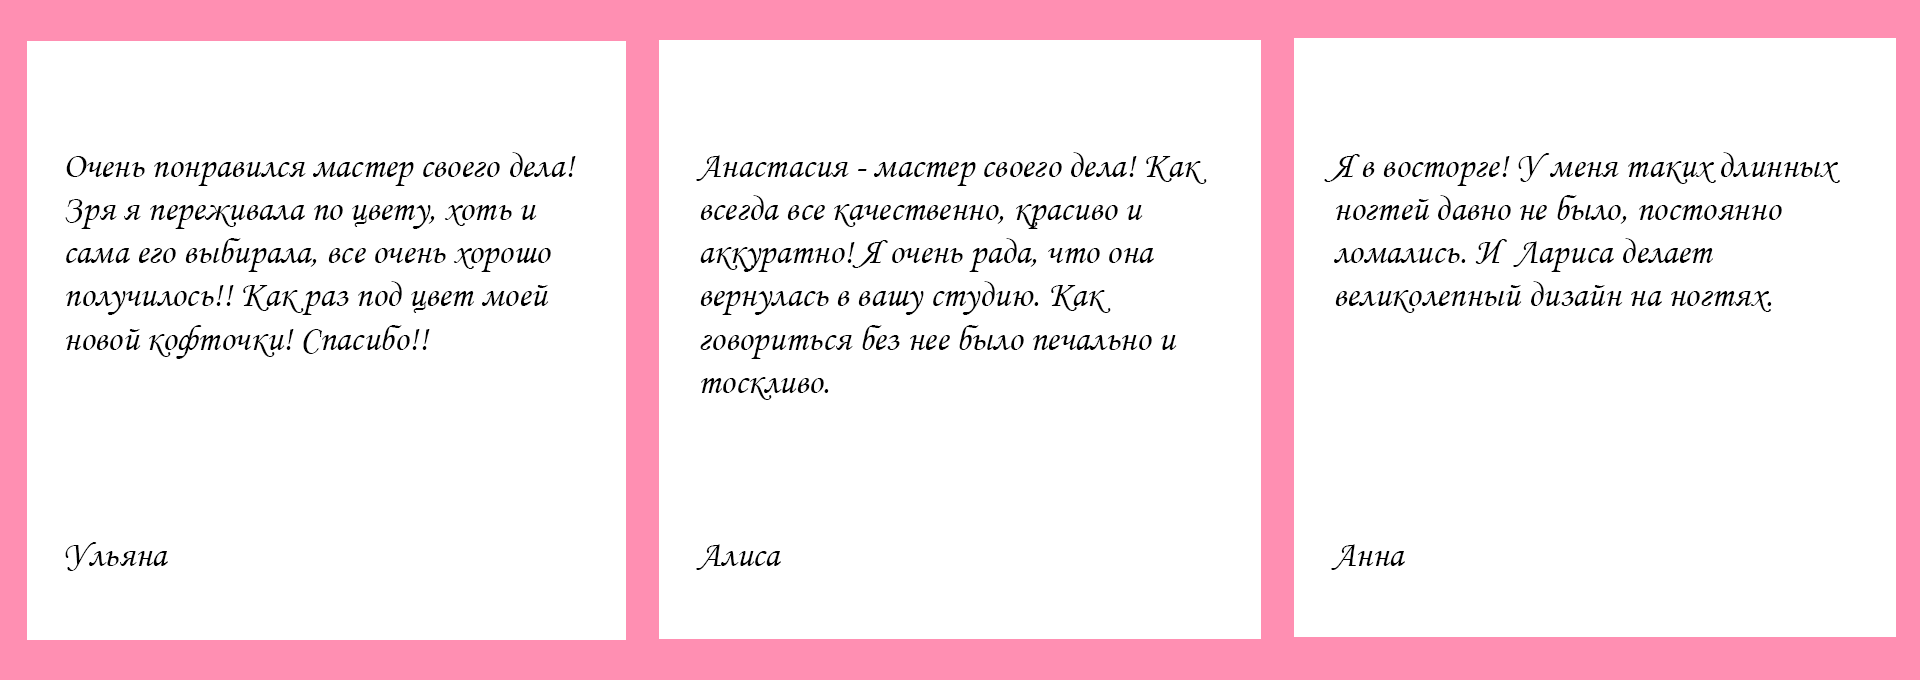 Очень понравился мастер своего дела!
Зря я переживала по цвету, хоть и
сама его выбирала, все очень хорошо
получилось!! Как раз под цвет моей
новой кофточки! Спасибо!!
Ульяна
Анастасия - мастер своего дела! Как
всегда все качественно, красиво и
аккуратно! Я очень рада, что она
вернулась в вашу студию. Как
говориться без нее было печально и
тоскливо.
Алиса
Я в восторге! У меня таких длинных
ногтей давно не было, постоянно
ломались. И  Лариса делает
великолепный дизайн на ногтях.
Анна